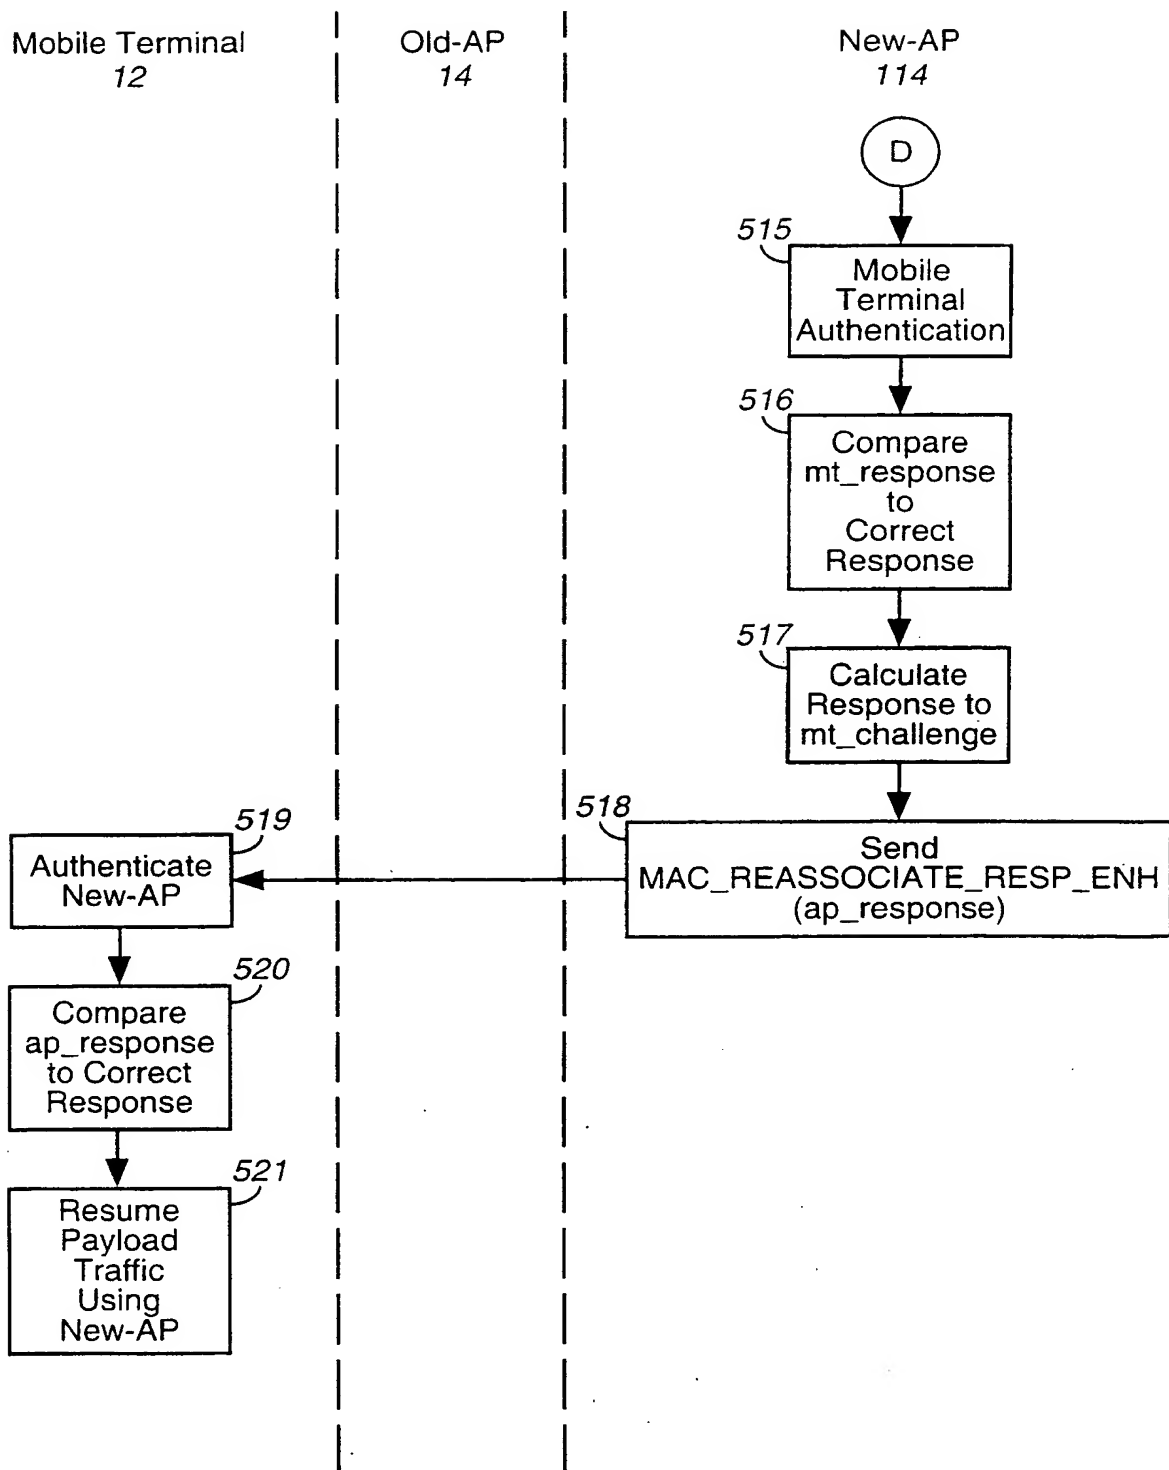 Mobile Terminal
12
Old-AP
14
New-AP
114
D
515
Mobile
Terminal
Authentication
516
Compare
mt_response
to
Correct
Response
517
Calculate
Response to
mt_challenge
518
Send
MAC_REASSOCIATE_RESP_ENH
(ap_response)
519
Authenticate
New-AP
520
Compare
ap_response
to Correct
Response
521
Resume
Payload
Traffic
Using
New-AP